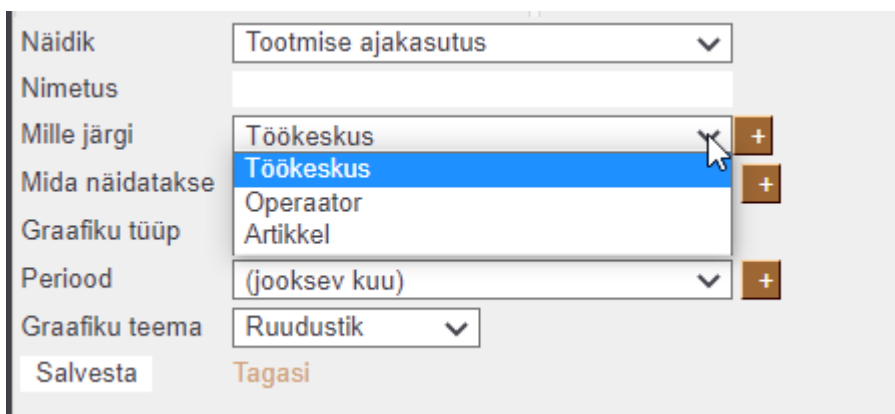 Näidik Tootmise ajakasutus
Nimetus
Mille järgi Töökeskus +
Töökeskus
Mida näidatakse +
Operaator
Graafiku tüüp Artikkel
Periood (jooksev kuu) +
Graafiku teema Ruudustik
Salvesta Tagasi